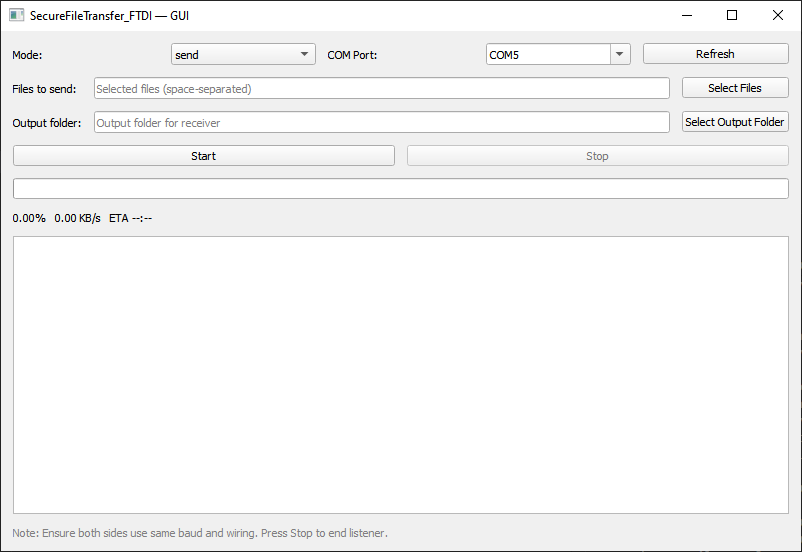 SecureFileTransfer_FTDI — GUI
Mode: send COM Port: COM5 Refresh
Files to send: Selected files (space-separated) Select Files
Output folder: Output folder for receiver Select Output Folder
Start Stop
0.00% 0.00 KB/s ETA --:--
Note: Ensure both sides use same baud and wiring. Press Stop to end listener.